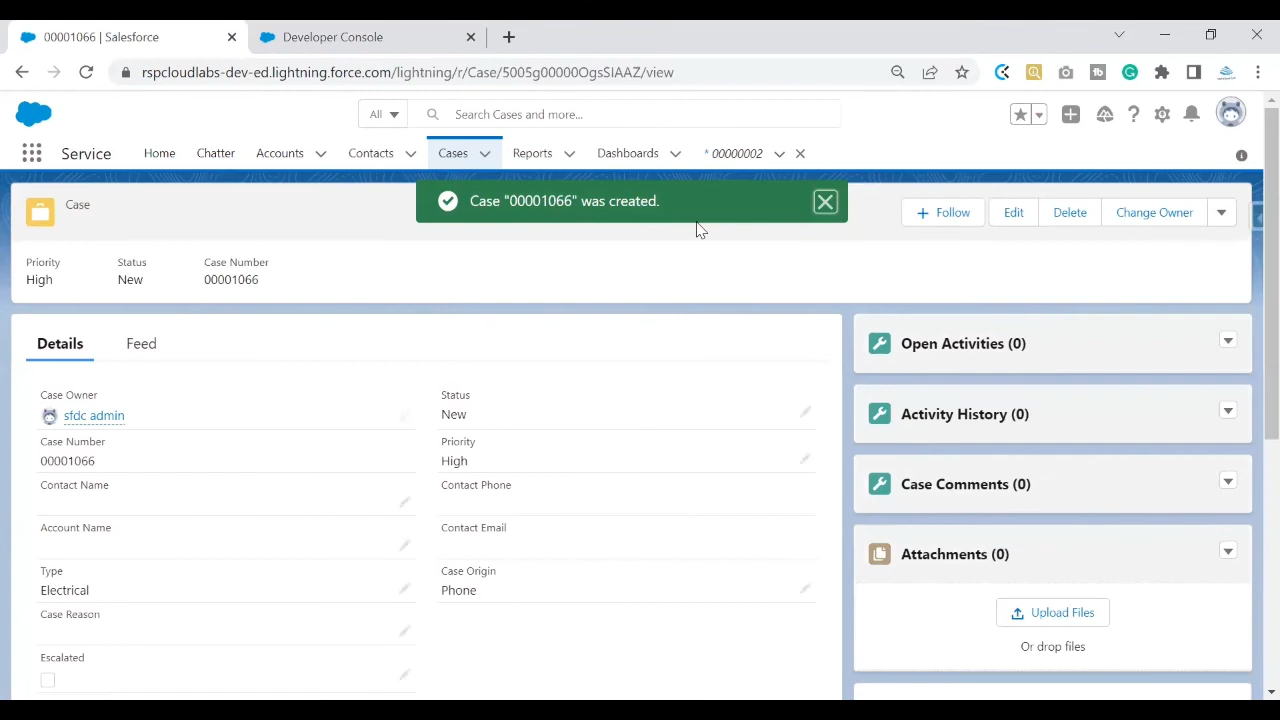 00001066 | Salesforce
Developer Console
rspcloudlabs-dev-ed.lightning.force.com/lightning/r/Case/5005g00000OgsSIAAZ/view
All
Search Cases and more...
Service
Home
Chatter
Accounts
Contacts
Cases
Reports
Dashboards
* 00000002
Case
Case "00001066" was created.
Follow
Edit
Delete
Change Owner
Priority
High
Status
New
Case Number
00001066
Details
Feed
Case Owner
sfdc admin
Case Number
00001066
Contact Name
Account Name
Type
Electrical
Case Reason
Escalated
Status
New
Priority
High
Contact Phone
Contact Email
Case Origin
Phone
Open Activities (0)
Activity History (0)
Case Comments (0)
Attachments (0)
Upload Files
Or drop files